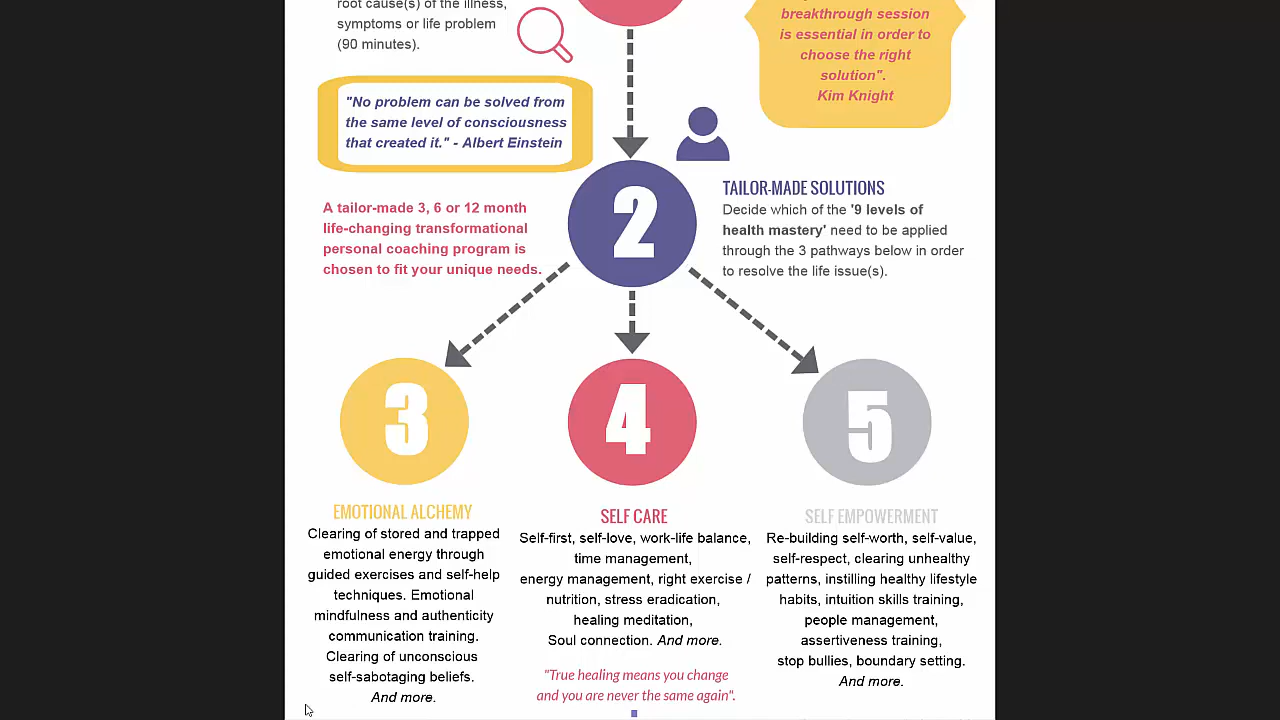 root cause(s) of the illness,
symptoms or life problem
(90 minutes).
breakthrough session
is essential in order to
choose the right
solution".
Kim Knight
"No problem can be solved from
the same level of consciousness
that created it." - Albert Einstein
A tailor-made 3, 6 or 12 month
life-changing transformational
personal coaching program is
chosen to fit your unique needs.
2
TAILOR-MADE SOLUTIONS
Decide which of the '9 levels of
health mastery' need to be applied
through the 3 pathways below in order
to resolve the life issue(s).
3
EMOTIONAL ALCHEMY
Clearing of stored and trapped
emotional energy through
guided exercises and self-help
techniques. Emotional
mindfulness and authenticity
communication training.
Clearing of unconscious
self-sabotaging beliefs.
And more.
4
SELF CARE
Self-first, self-love, work-life balance,
time management,
energy management, right exercise /
nutrition, stress eradication,
healing meditation,
Soul connection. And more.
"True healing means you change
and you are never the same again".
5
SELF EMPOWERMENT
Re-building self-worth, self-value,
self-respect, clearing unhealthy
patterns, instilling healthy lifestyle
habits, intuition skills training,
people management,
assertiveness training,
stop bullies, boundary setting.
And more.